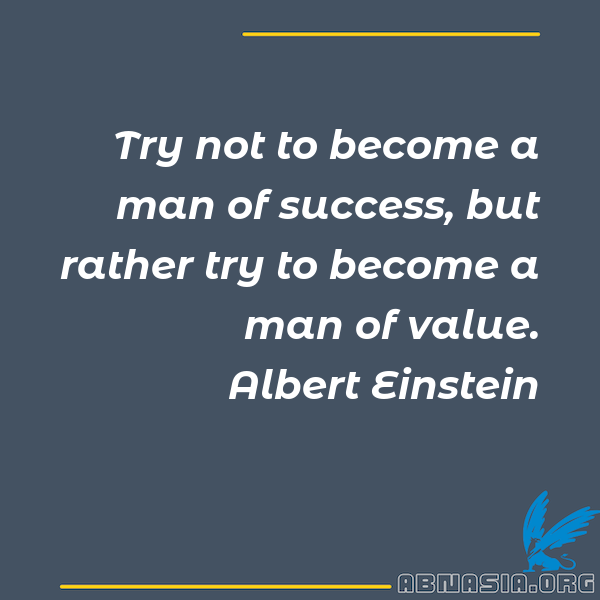 Try not to become a
man of success, but
rather try to become a
man of value.
Albert Einstein
ABNASIA.ORG